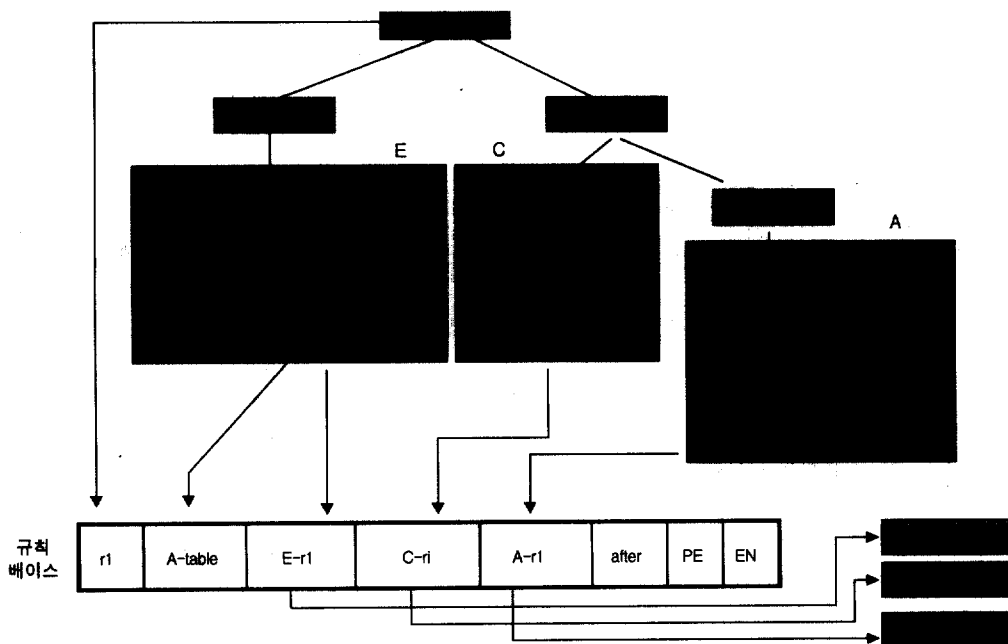 E
C
A
규칙
베이스
r1
A-table
E-r1
C-ri
A-r1
after
PE
EN